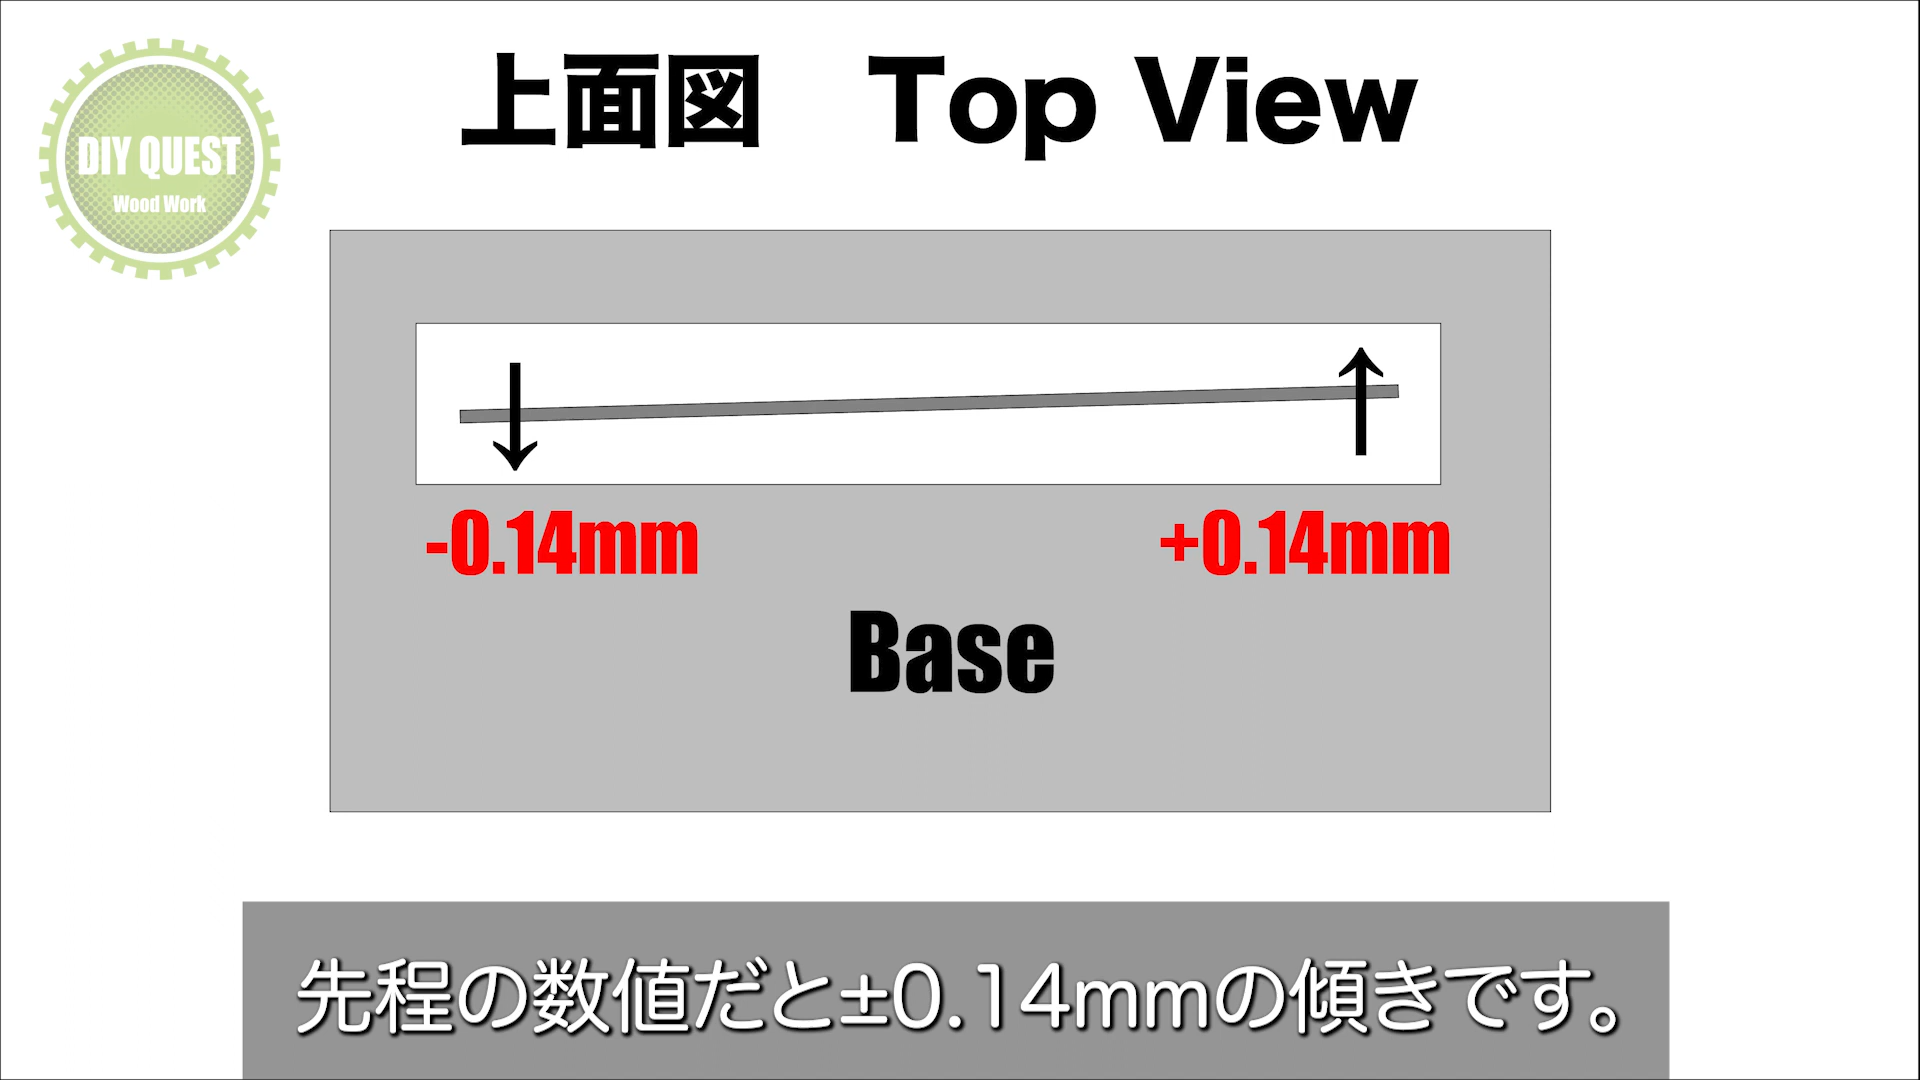 上面図　Top View
DIY QUEST
Wood Work
-0.14mm
+0.14mm
Base
先程の数値だと±0.14mmの傾きです。